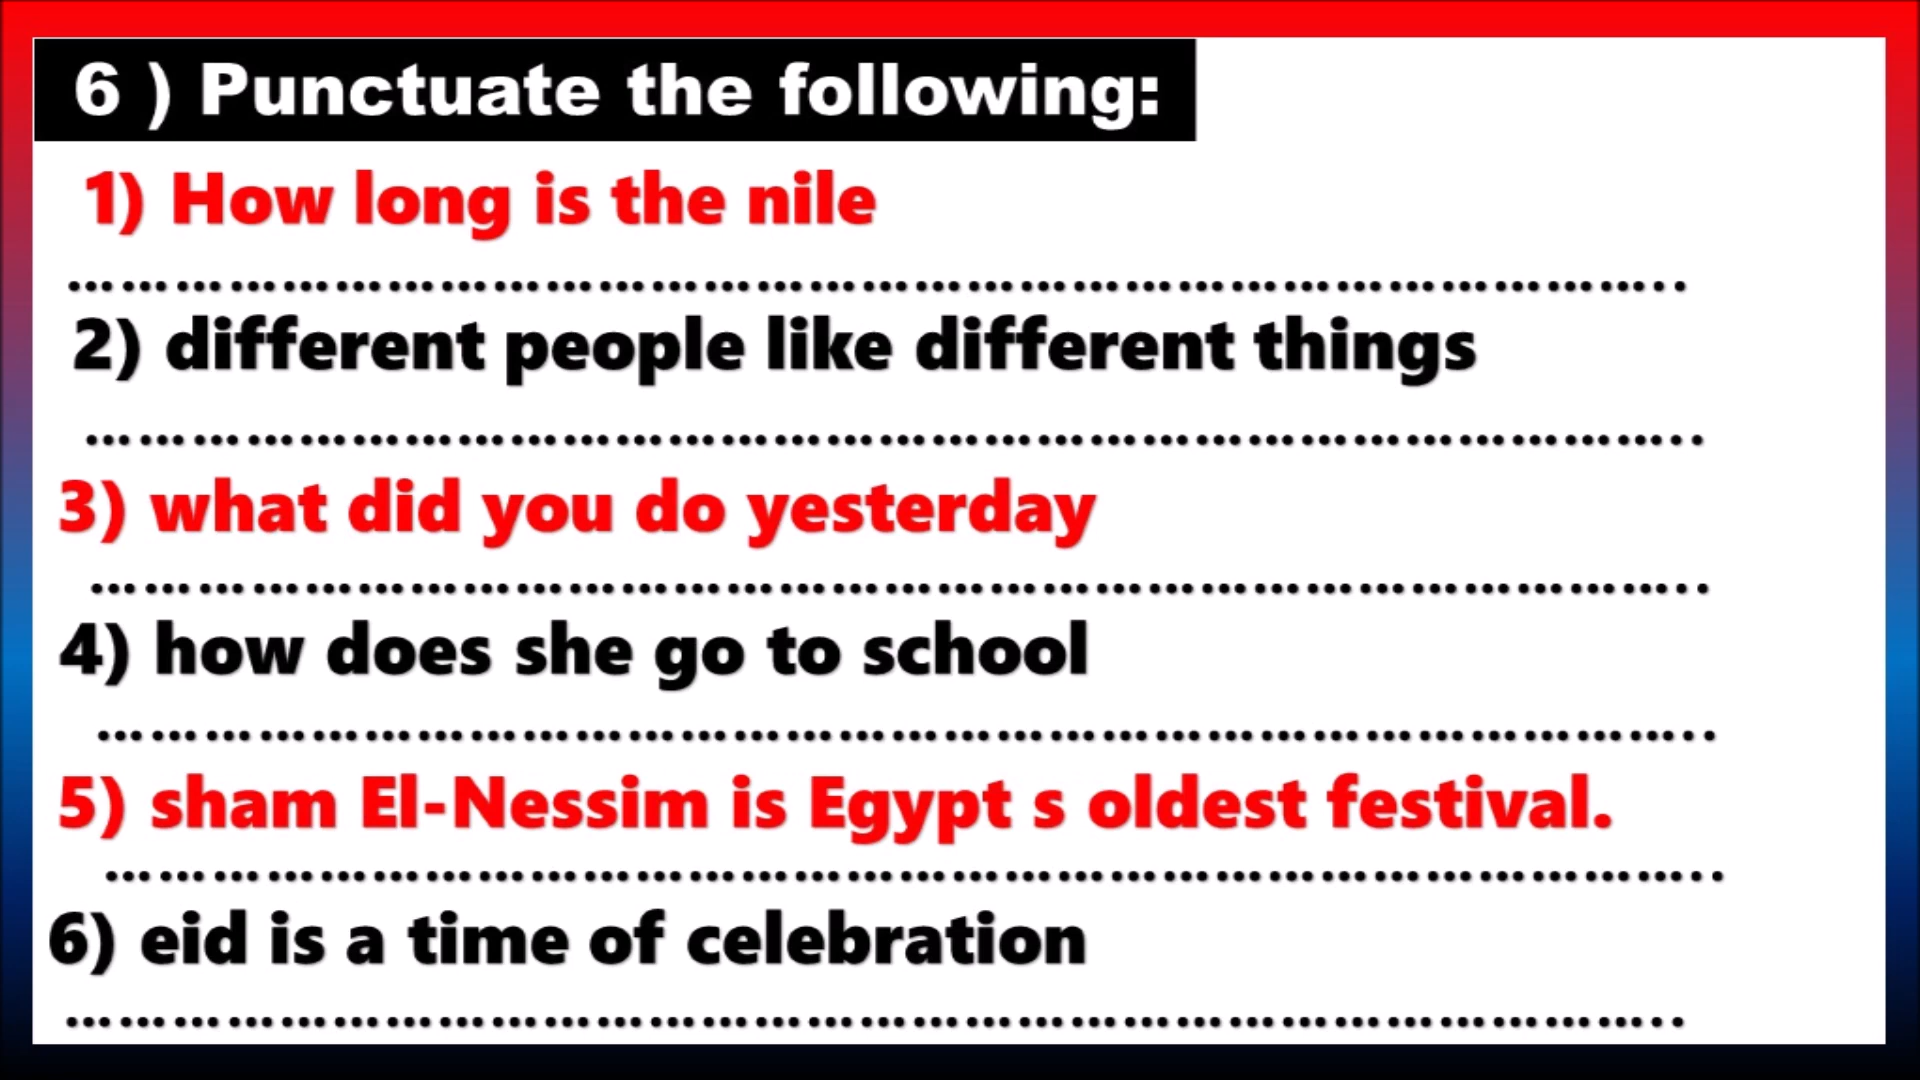 6 ) Punctuate the following:
1) How long is the nile
………………………………………………………………………………………..
2) different people like different things
………………………………………………………………………………………..
3) what did you do yesterday
………………………………………………………………………………………..
4) how does she go to school
………………………………………………………………………………………..
5) sham El-Nessim is Egypt s oldest festival.
………………………………………………………………………………………..
6) eid is a time of celebration
………………………………………………………………………………………..